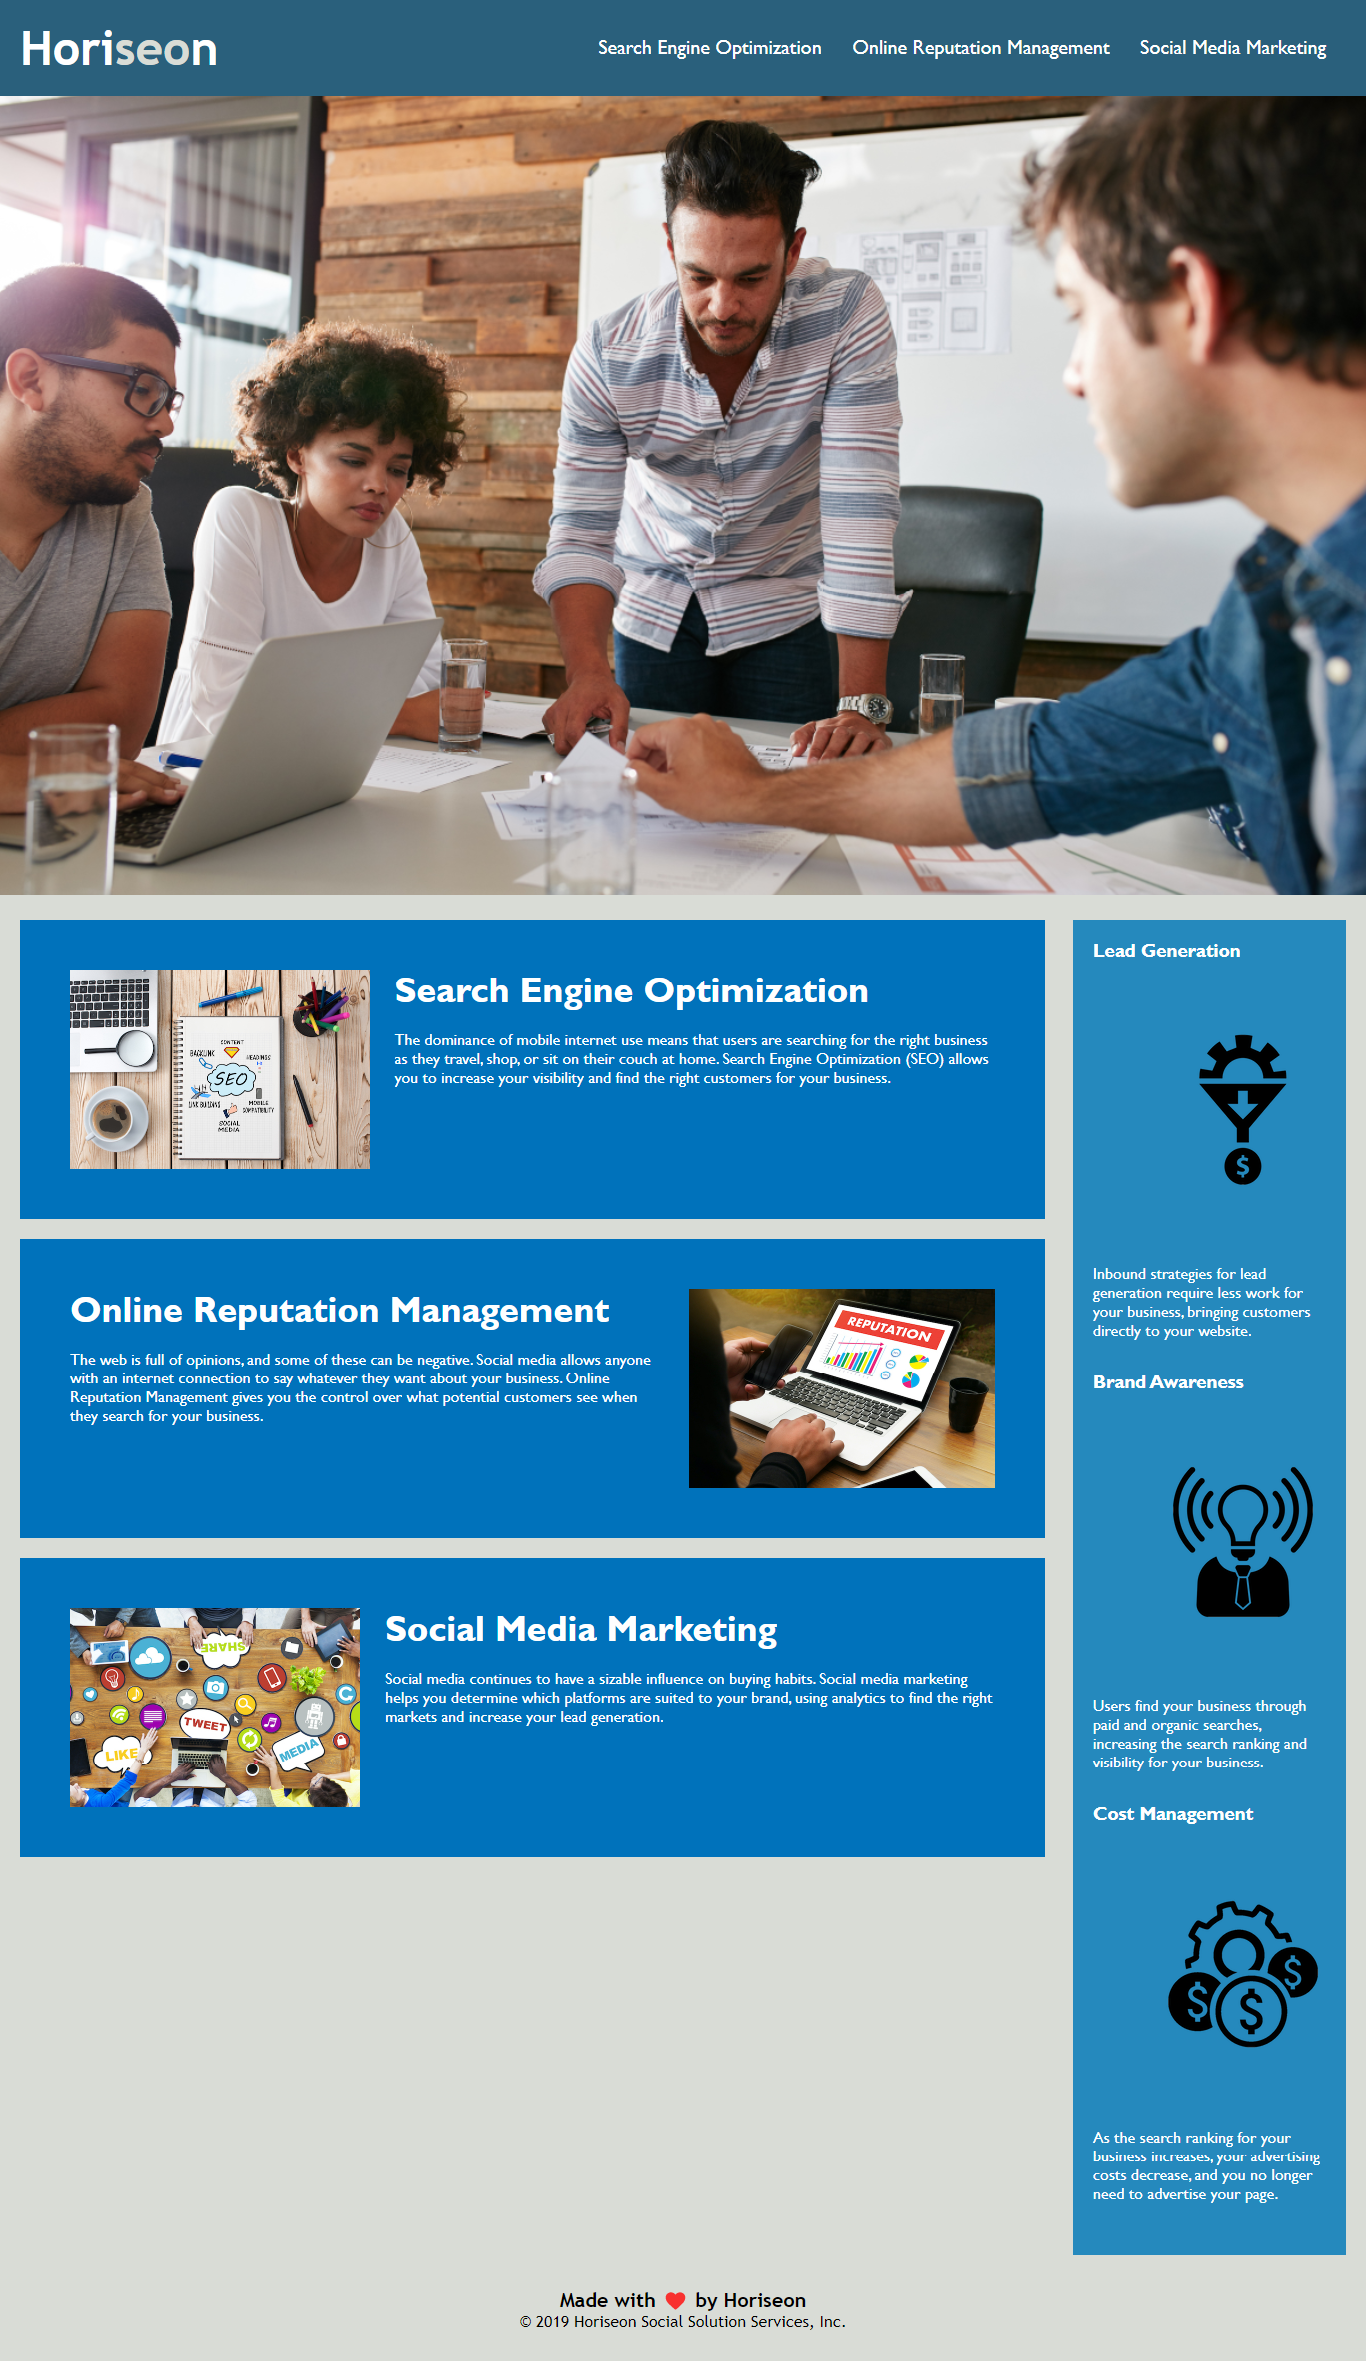 Horiseon
Search Engine Optimization
Online Reputation Management
Social Media Marketing
Search Engine Optimization
The dominance of mobile internet use means that users are searching for the right business
as they travel, shop, or sit on their couch at home. Search Engine Optimization (SEO) allows
you to increase your visibility and find the right customers for your business.
CONTENT
BACKLINK
HEADINGS
SEO
LINK BUILDING
MOBILE
COMPATIBILITY
SOCIAL
MEDIA
Online Reputation Management
The web is full of opinions, and some of these can be negative. Social media allows anyone
with an internet connection to say whatever they want about your business. Online
Reputation Management gives you the control over what potential customers see when
they search for your business.
REPUTATION
Social Media Marketing
Social media continues to have a sizable influence on buying habits. Social media marketing
helps you determine which platforms are suited to your brand, using analytics to find the right
markets and increase your lead generation.
SHARE
TWEET
LIKE
MEDIA
Lead Generation
$
Inbound strategies for lead
generation require less work for
your business, bringing customers
directly to your website.
Brand Awareness
Users find your business through
paid and organic searches,
increasing the search ranking and
visibility for your business.
Cost Management
$
$
$
As the search ranking for your
business increases, your advertising
costs decrease, and you no longer
need to advertise your page.
Made with ❤ by Horiseon
© 2019 Horiseon Social Solution Services, Inc.